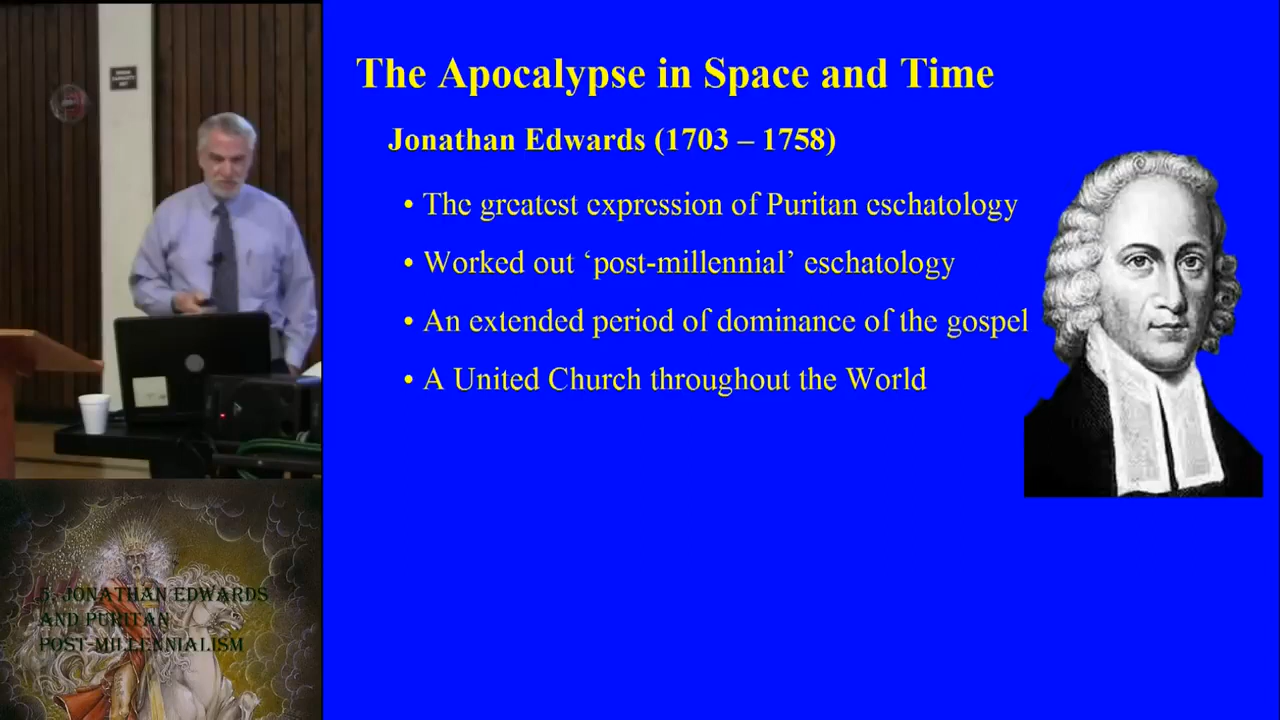 The Apocalypse in Space and Time
Jonathan Edwards (1703 – 1758)
• The greatest expression of Puritan eschatology
• Worked out ‘post-millennial’ eschatology
• An extended period of dominance of the gospel
• A United Church throughout the World
5. JONATHAN EDWARDS
AND PURITAN
POST-MILLENNIALISM